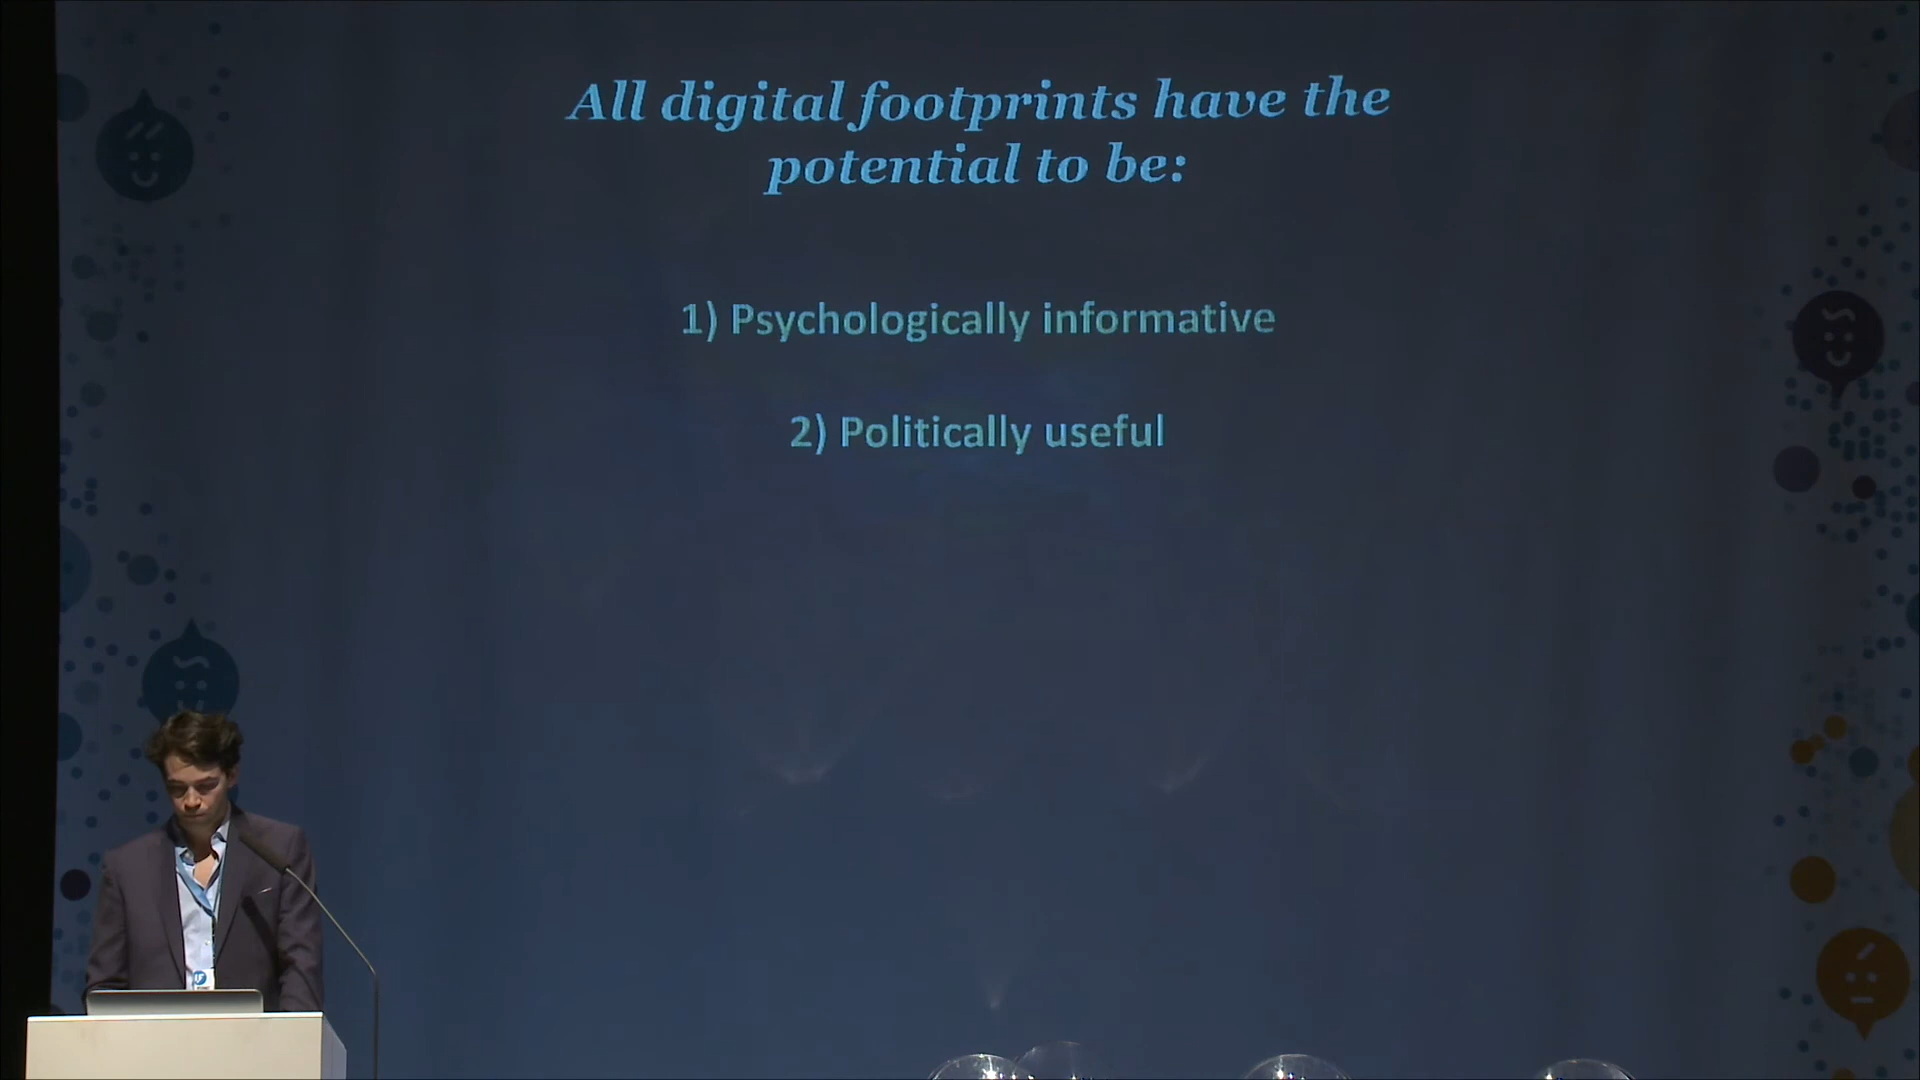 All digital footprints have the
potential to be:
1) Psychologically informative
2) Politically useful